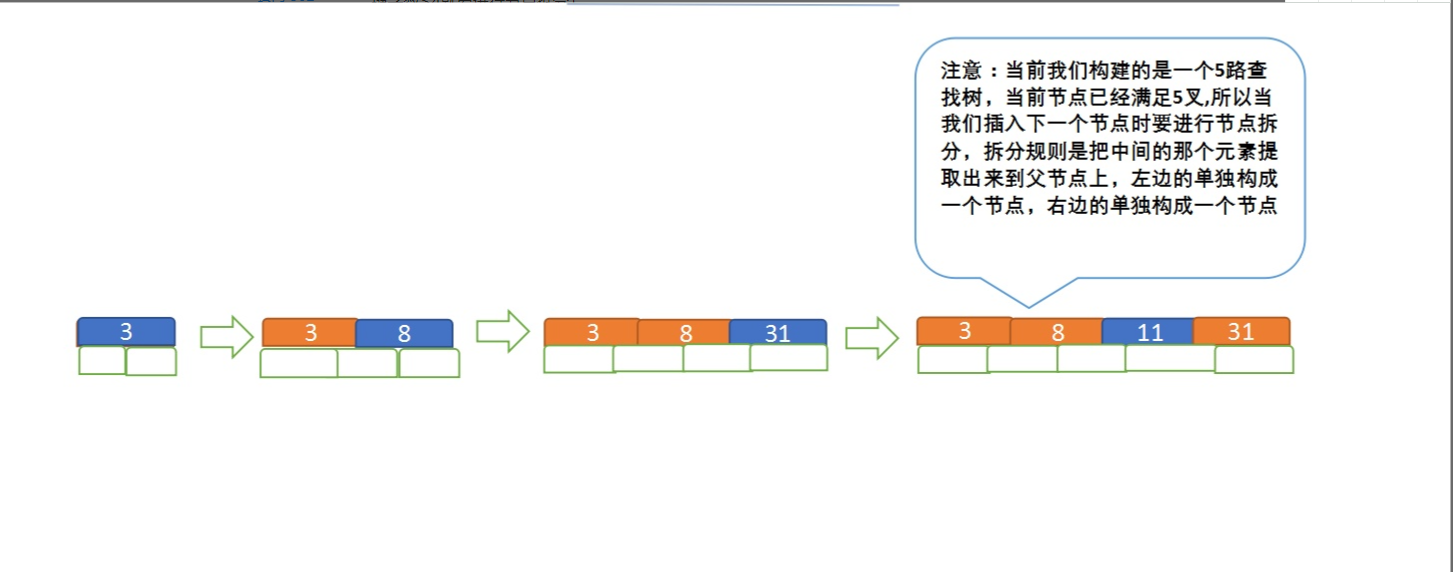 注意：当前我们构建的是一个5路查
找树，当前节点已经满足5叉,所以当
我们插入下一个节点时要进行节点拆
分，拆分规则是把中间的那个元素提
取出来到父节点上，左边的单独构成
一个节点，右边的单独构成一个节点
3
3 8
3 8 31
3 8 11 31